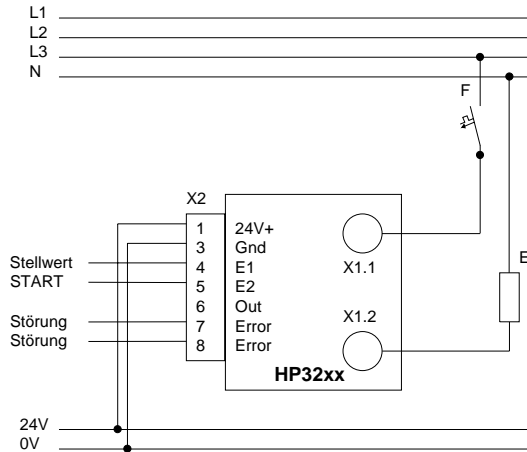 L1
L2
L3
N
F
X2
1 24V+
3 Gnd
Stellwert 4 E1
START 5 E2
6 Out
Störung 7 Error
Störung 8 Error
X1.1
X1.2
E
HP32xx
24V
0V